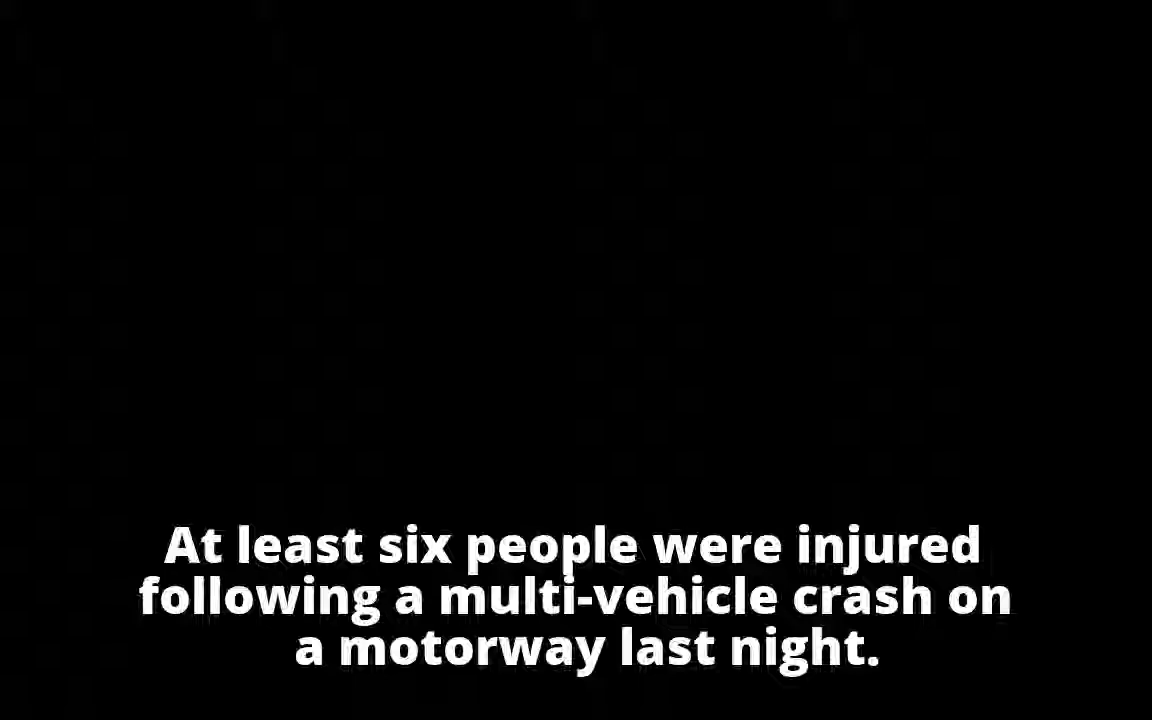 At least six people were injured
following a multi-vehicle crash on
a motorway last night.